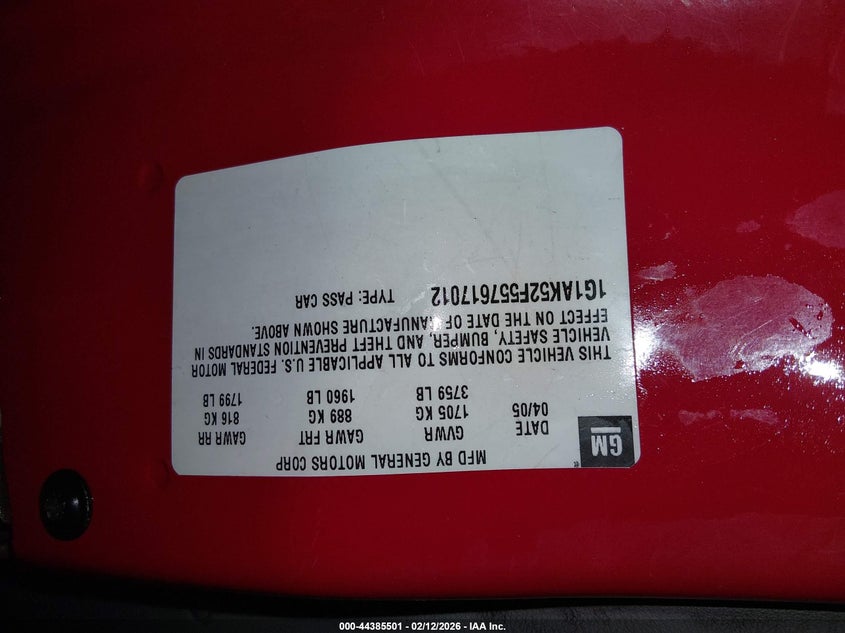 MFD BY GENERAL MOTORS CORP
GM
DATE GVWR GAWR FRT GAWR RR
04/05 1705 KG 889 KG 816 KG
3759 LB 1960 LB 1799 LB
THIS VEHICLE CONFORMS TO ALL APPLICABLE U.S. FEDERAL MOTOR
VEHICLE SAFETY, BUMPER, AND THEFT PREVENTION STANDARDS IN
EFFECT ON THE DATE OF MANUFACTURE SHOWN ABOVE.
1G1AK52F557617012 TYPE: PASS CAR
000-44385501 - 02/12/2026 - IAA Inc.